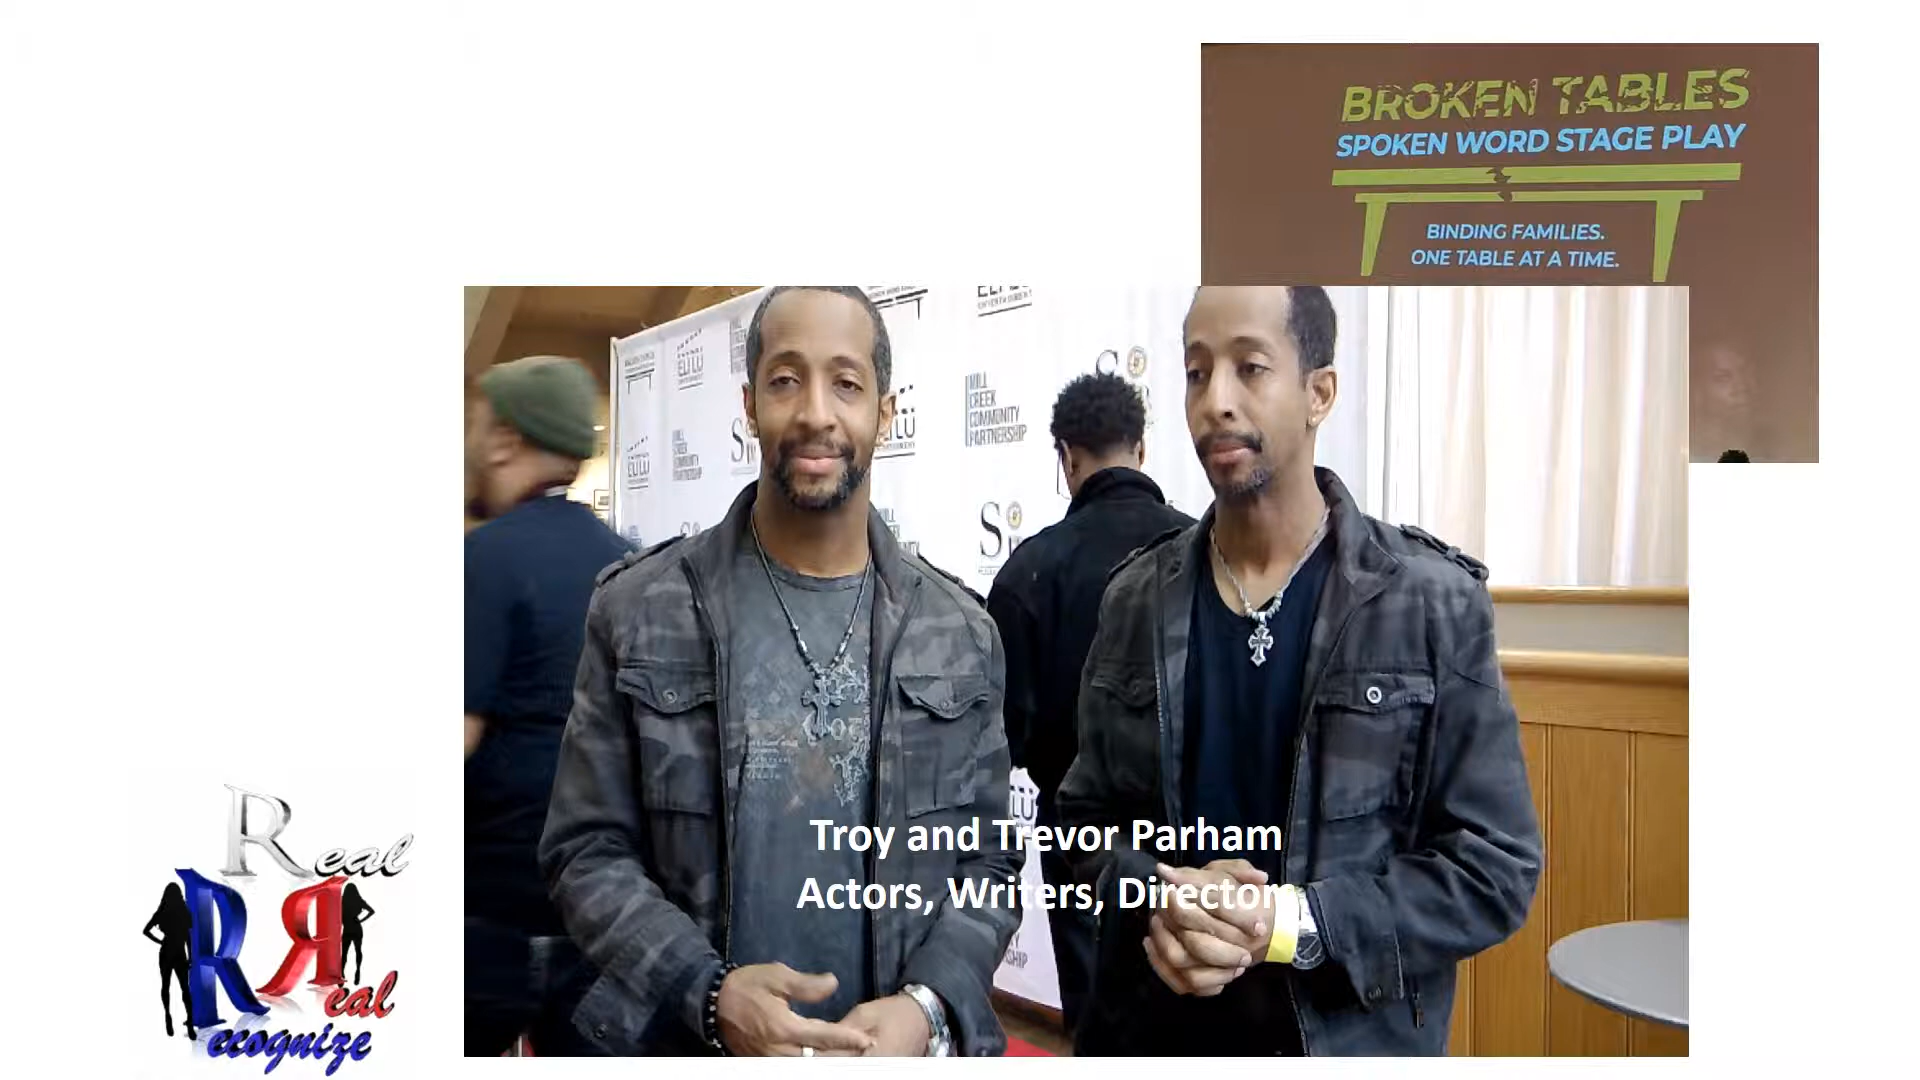 BROKEN TABLES
SPOKEN WORD STAGE PLAY
BINDING FAMILIES.
ONE TABLE AT A TIME.
MILL
CREEK
COMMUNITY
PARTNERSHIP
Troy and Trevor Parham
Actors, Writers, Directors
Real
Real
Recognize